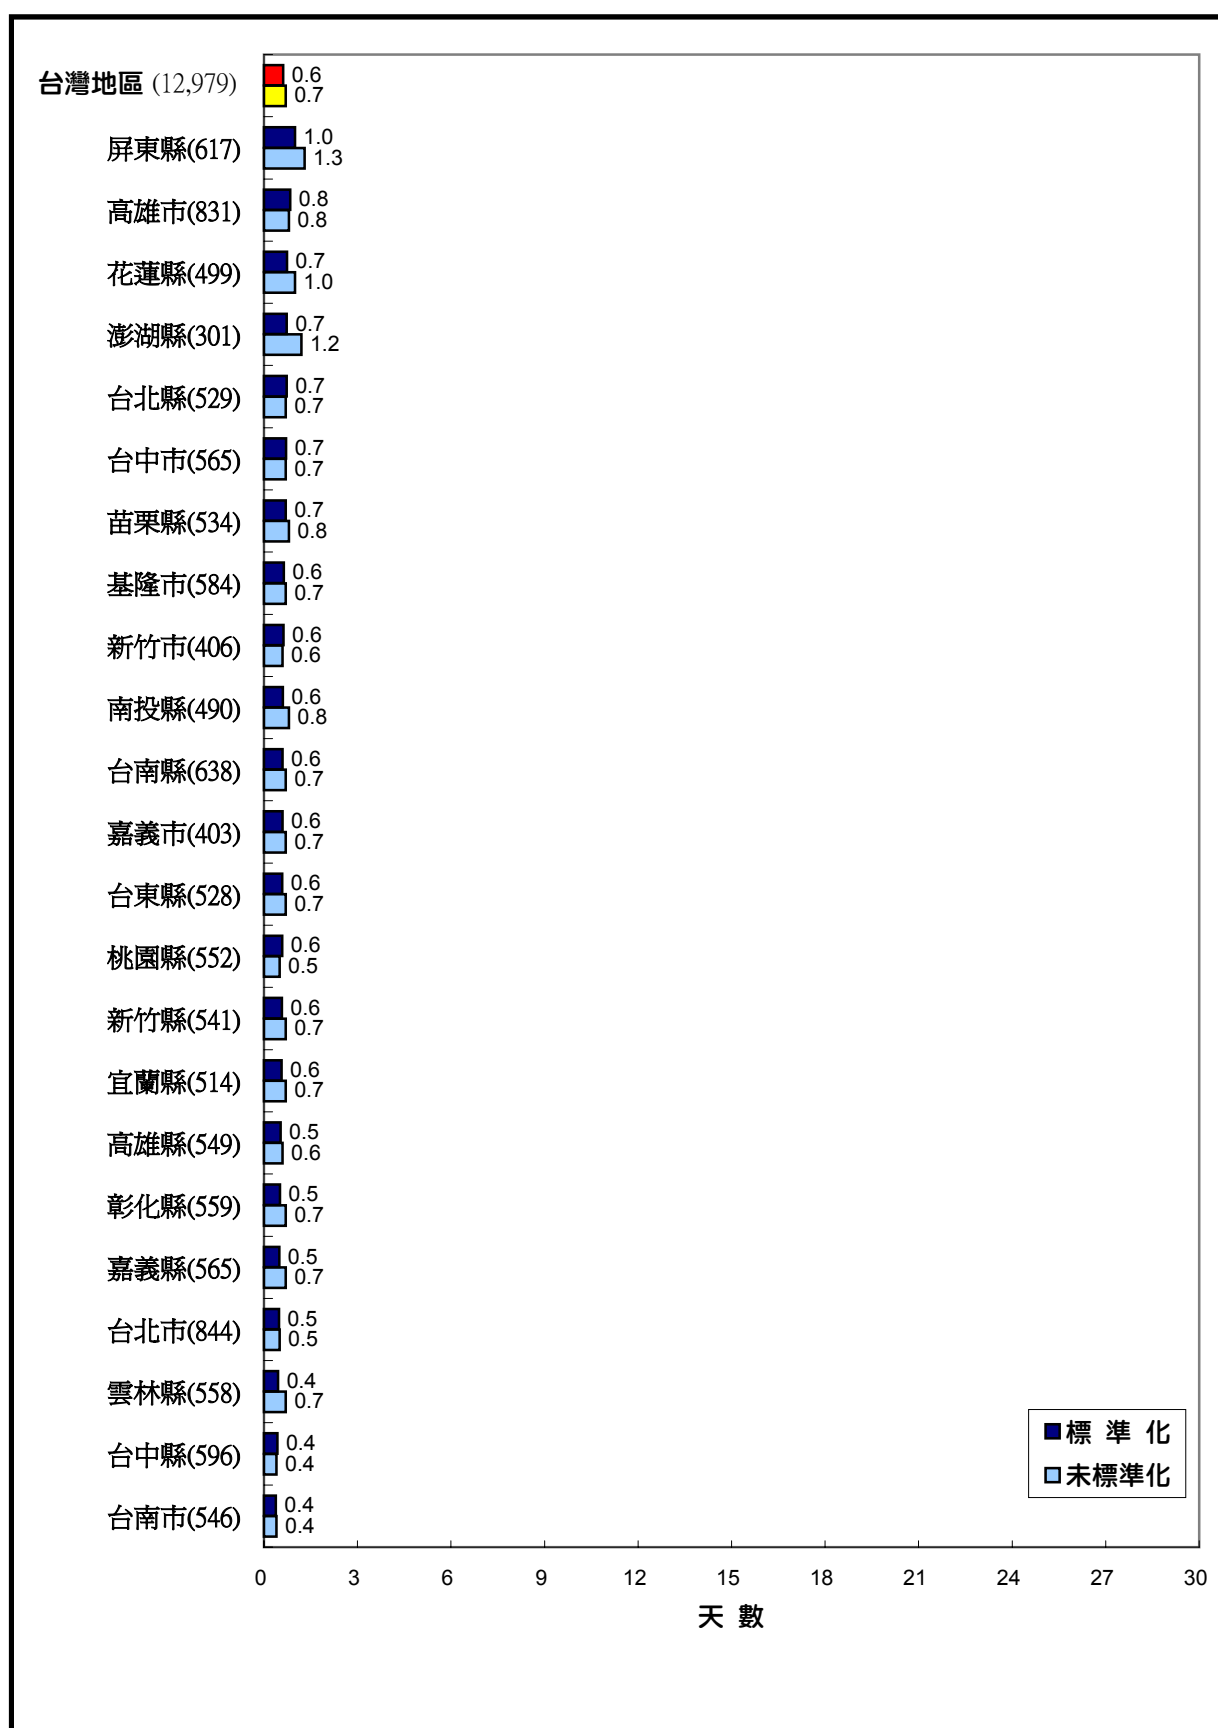 台灣地區 (12,979)
0.6
0.7
屏東縣(617)
1.0
1.3
高雄市(831)
0.8
0.8
花蓮縣(499)
0.7
1.0
澎湖縣(301)
0.7
1.2
台北縣(529)
0.7
0.7
台中市(565)
0.7
0.7
苗栗縣(534)
0.7
0.8
基隆市(584)
0.6
0.7
新竹市(406)
0.6
0.6
南投縣(490)
0.6
0.8
台南縣(638)
0.6
0.7
嘉義市(403)
0.6
0.7
台東縣(528)
0.6
0.7
桃園縣(552)
0.6
0.5
新竹縣(541)
0.6
0.7
宜蘭縣(514)
0.6
0.7
高雄縣(549)
0.5
0.6
彰化縣(559)
0.5
0.7
嘉義縣(565)
0.5
0.7
台北市(844)
0.5
0.5
雲林縣(558)
0.4
0.7
台中縣(596)
0.4
0.4
台南市(546)
0.4
0.4
標 準 化
未標準化
0 3 6 9 12 15 18 21 24 27 30
天 數